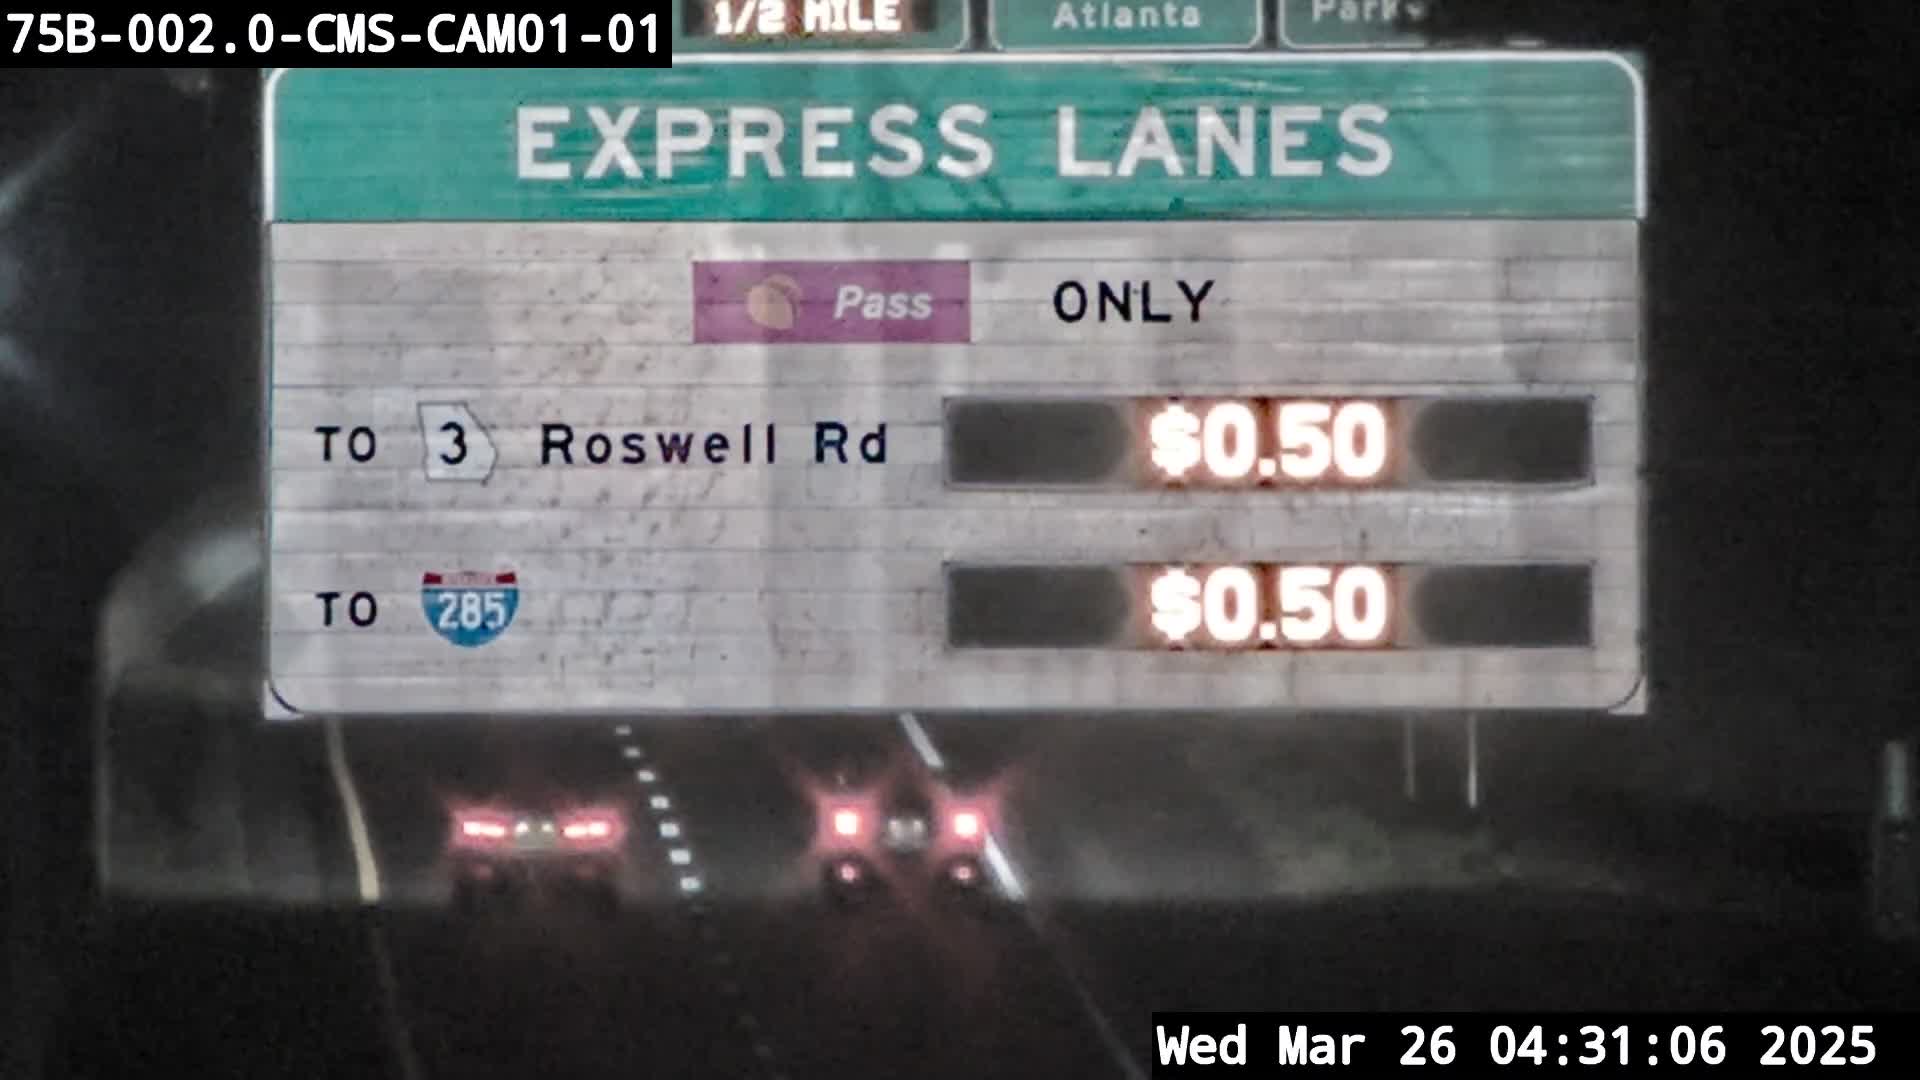 75B-002.0-CMS-CAM01-01
1/2 MILE
Atlanta
EXPRESS LANES
Pass ONLY
TO 3 Roswell Rd $0.50
TO 285 $0.50
Wed Mar 26 04:31:06 2025